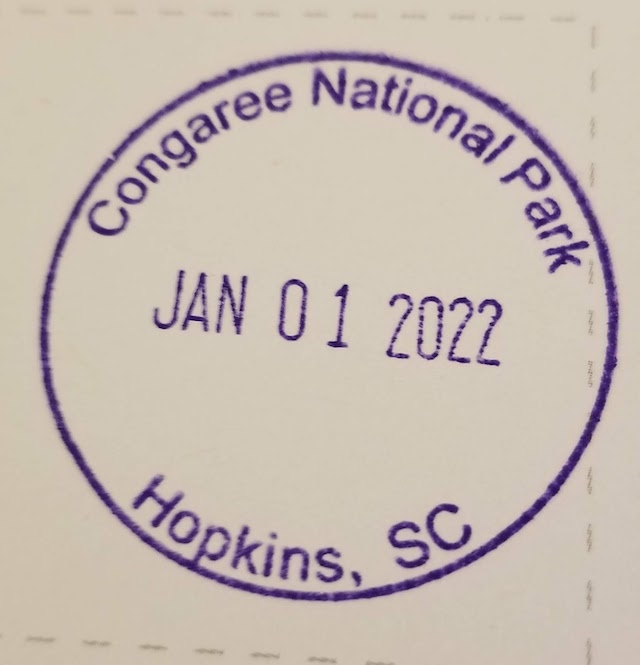 Congaree National Park
JAN 01 2022
Hopkins, SC